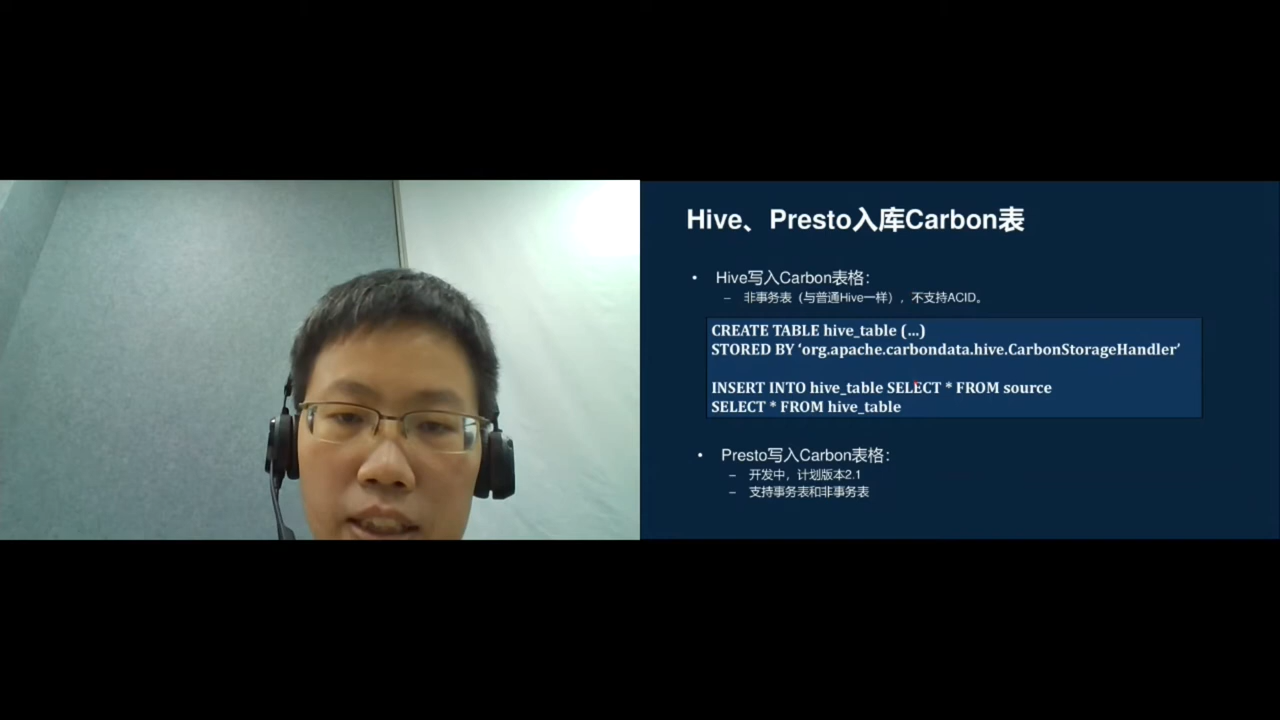 Hive、Presto入库Carbon表
• Hive写入Carbon表格：
– 非事务表（与普通Hive一样），不支持ACID。
CREATE TABLE hive_table (...)
STORED BY ‘org.apache.carbondata.hive.CarbonStorageHandler’
INSERT INTO hive_table SELECT * FROM source
SELECT * FROM hive_table
• Presto写入Carbon表格：
– 开发中，计划版本2.1
– 支持事务表和非事务表